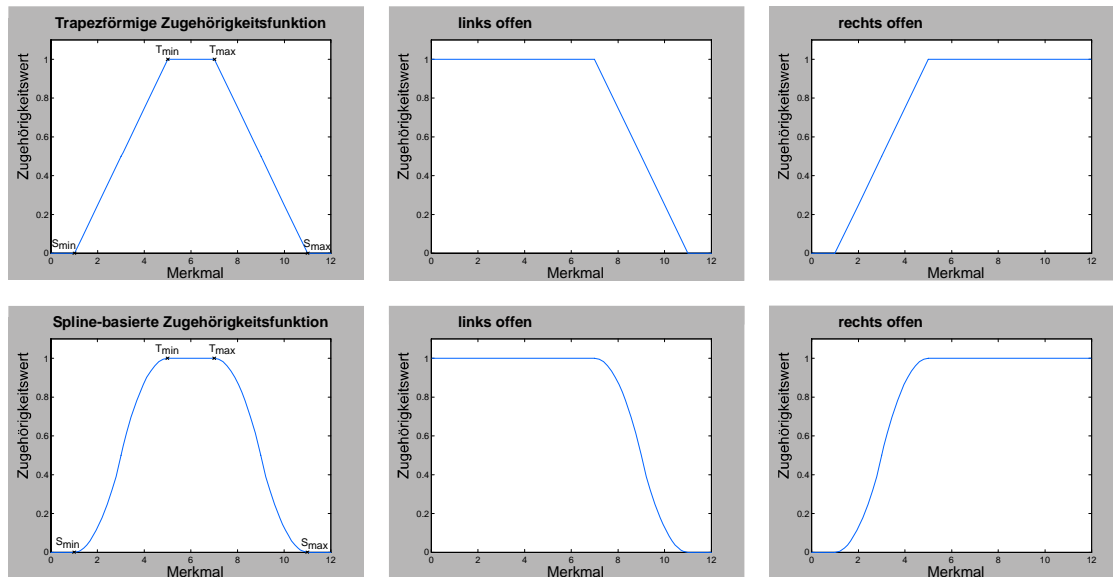 Trapezförmige Zugehörigkeitsfunktion
Zugehörigkeitswert
1
0.8
0.6
0.4
0.2
0
Tmin Tmax
Smin Smax
0 2 4 6 8 10 12
Merkmal
links offen
Zugehörigkeitswert
1
0.8
0.6
0.4
0.2
0
0 2 4 6 8 10 12
Merkmal
rechts offen
Zugehörigkeitswert
1
0.8
0.6
0.4
0.2
0
0 2 4 6 8 10 12
Merkmal
Spline-basierte Zugehörigkeitsfunktion
Zugehörigkeitswert
1
0.8
0.6
0.4
0.2
0
Tmin Tmax
Smin Smax
0 2 4 6 8 10 12
Merkmal
links offen
Zugehörigkeitswert
1
0.8
0.6
0.4
0.2
0
0 2 4 6 8 10 12
Merkmal
rechts offen
Zugehörigkeitswert
1
0.8
0.6
0.4
0.2
0
0 2 4 6 8 10 12
Merkmal